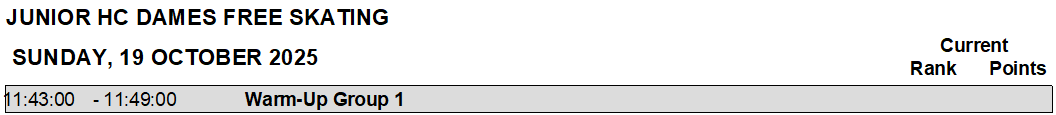 JUNIOR HC DAMES FREE SKATING
SUNDAY, 19 OCTOBER 2025
Current
Rank Points
11:43:00 - 11:49:00 Warm-Up Group 1